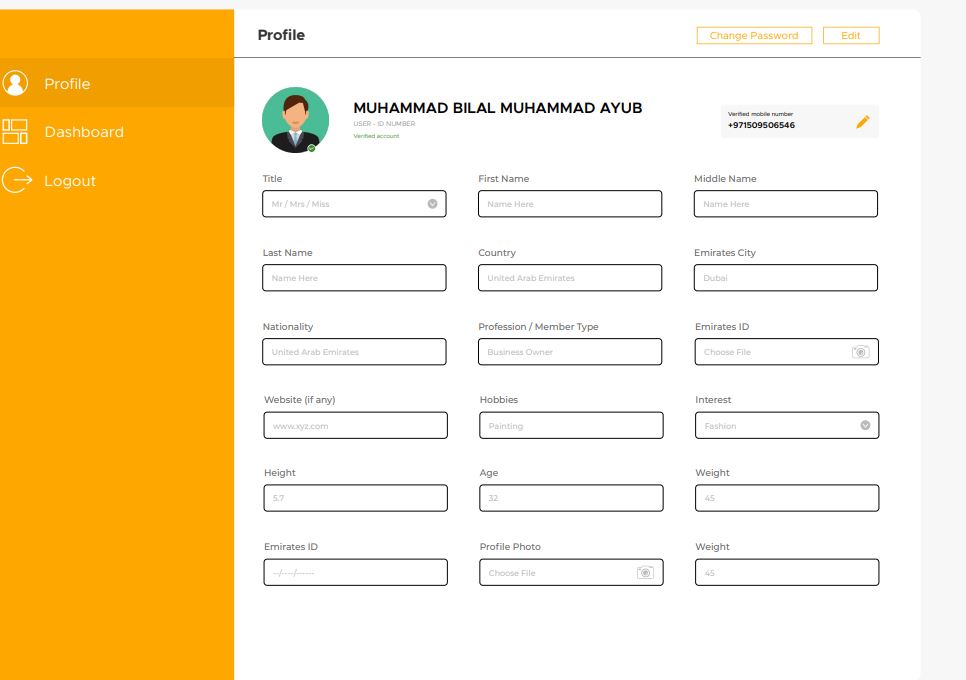 Profile
Change Password
Edit
Profile
Dashboard
Logout
MUHAMMAD BILAL MUHAMMAD AYUB
USER - ID NUMBER
Verified account
Verified mobile number
+971509506546
Title
First Name
Middle Name
Mr / Mrs / Miss
Name Here
Name Here
Last Name
Country
Emirates City
Name Here
United Arab Emirates
Dubai
Nationality
Profession / Member Type
Emirates ID
United Arab Emirates
Business Owner
Choose File
Website (if any)
Hobbies
Interest
www.xyz.com
Painting
Fashion
Height
Age
Weight
5.7
32
45
Emirates ID
Profile Photo
Weight
--/----/------
Choose File
45